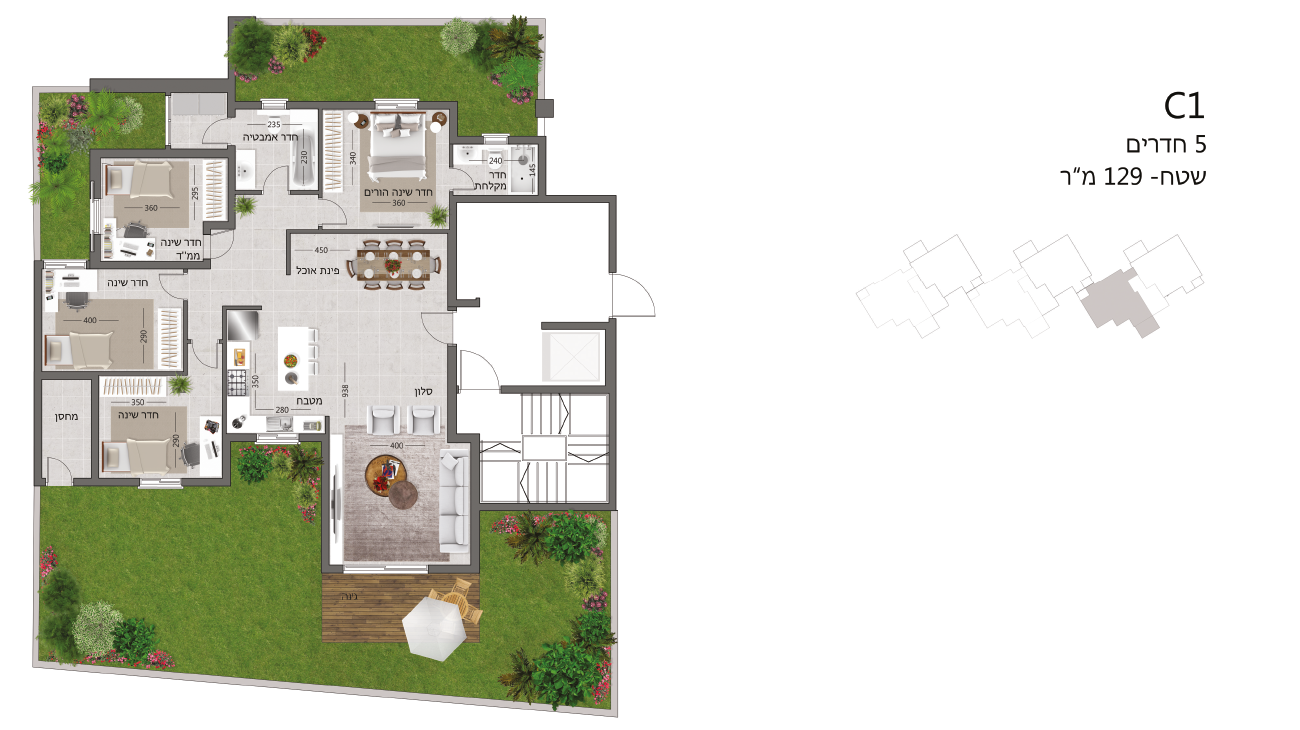 C1
5 חדרים
שטח- 129 מ״ר
235
חדר אמבטיה
230
340
חדר שינה הורים
360
240
חדר
מקלחת
145
295
360
חדר שינה
ממ"ד
450
פינת אוכל
חדר שינה
400
290
350
מטבח
280
938
סלון
400
מחסן
350
חדר שינה
290
גינה